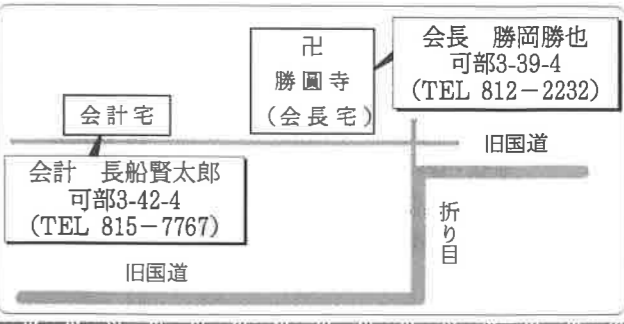 卍
勝圓寺
(会長宅)
会長　勝岡勝也
可部3-39-4
(TEL 812－2232)
会計宅
会計　長船賢太郎
可部3-42-4
(TEL 815－7767)
旧国道
折り目
旧国道